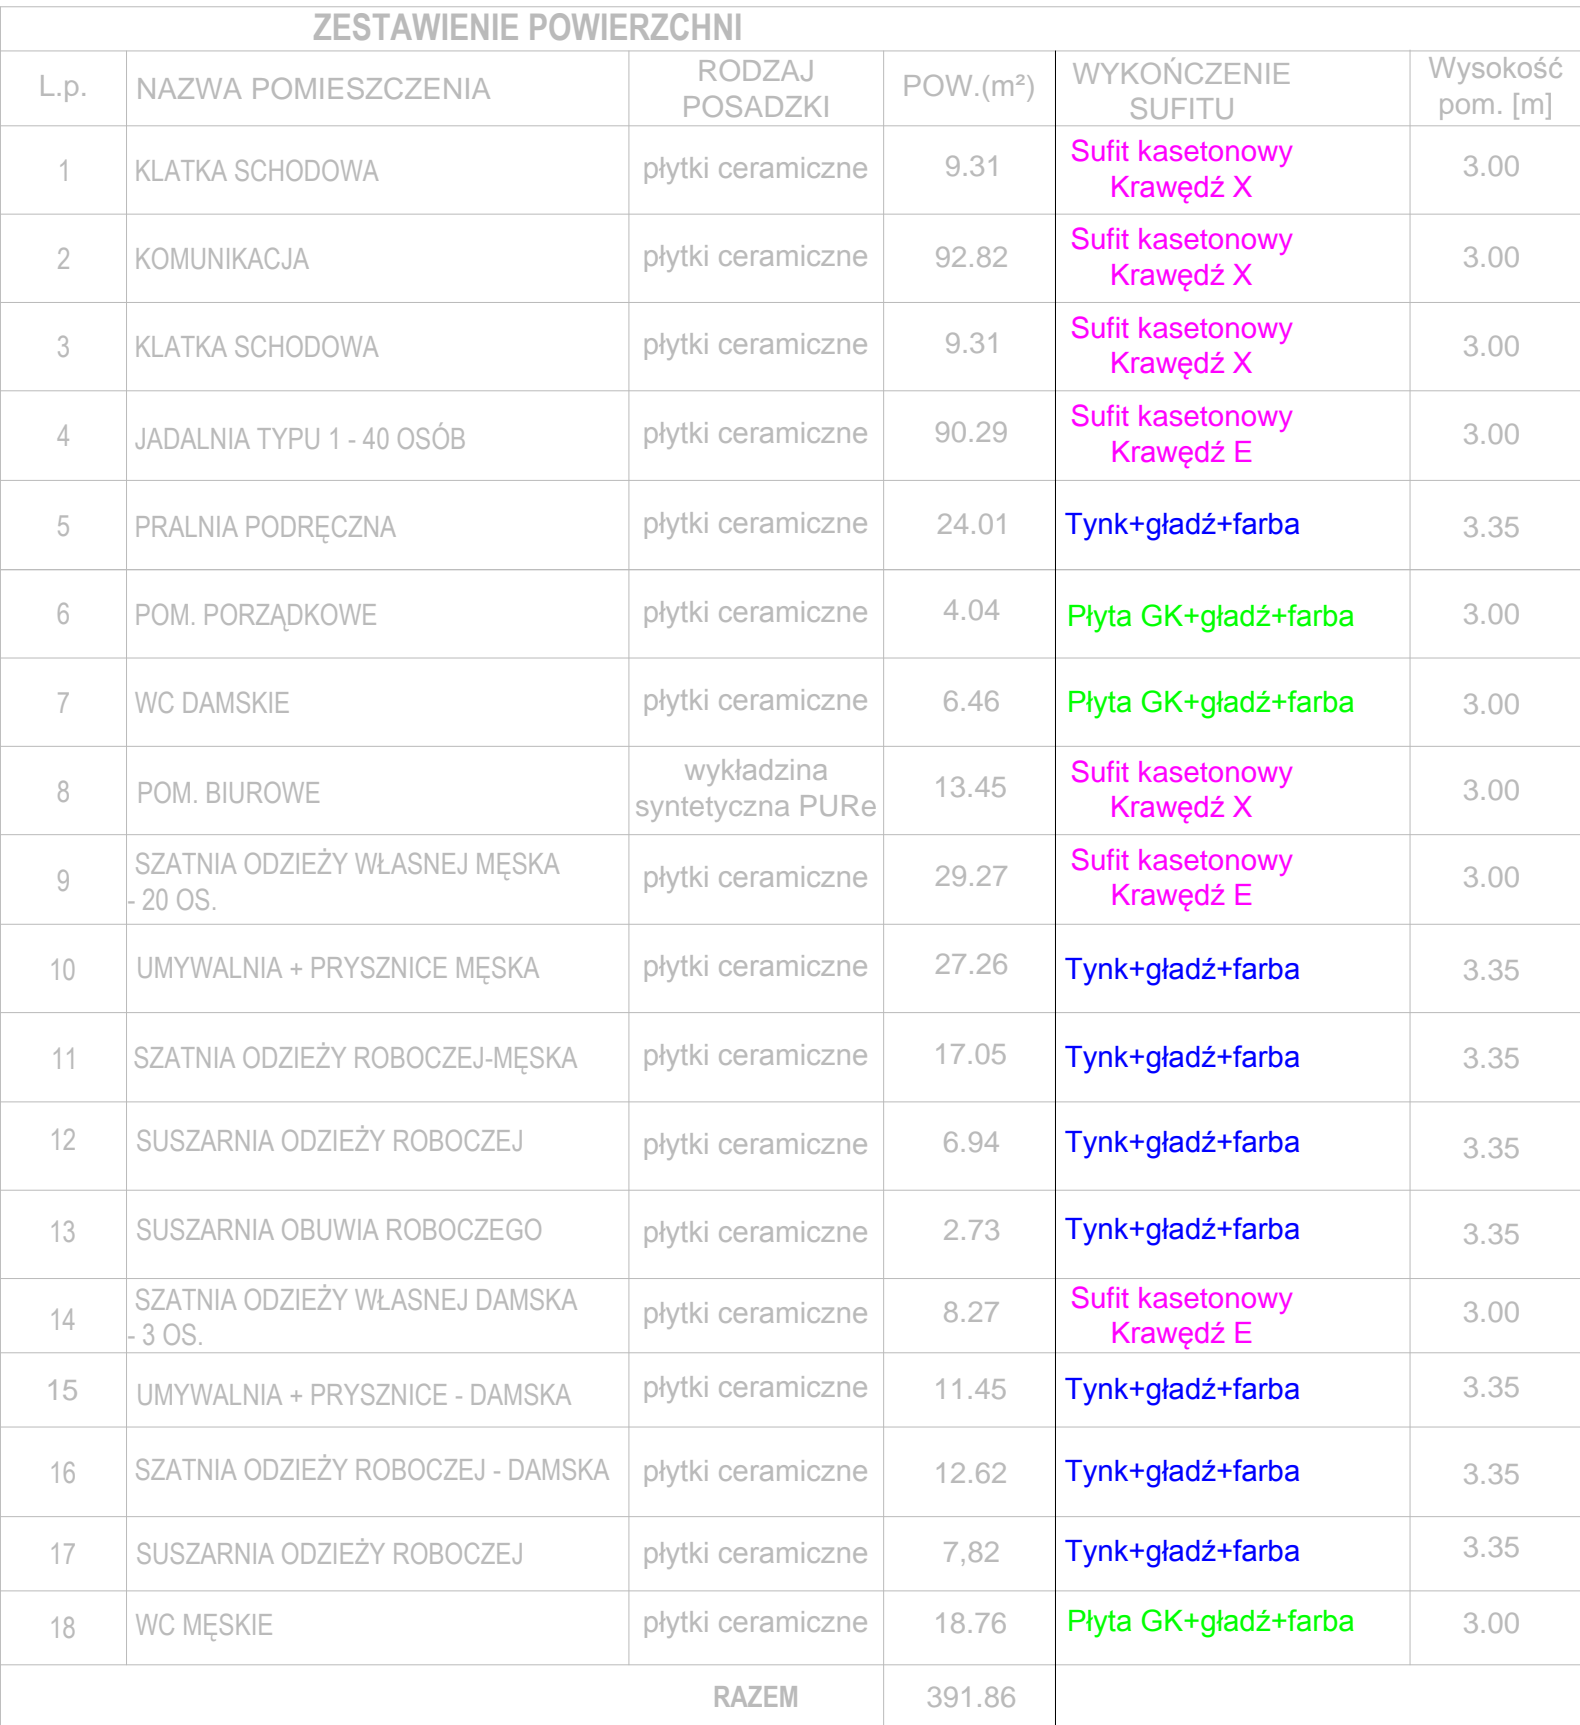 ZESTAWIENIE POWIERZCHNI
L.p. NAZWA POMIESZCZENIA RODZAJ POSADZKI POW.(m²) WYKOŃCZENIE SUFITU Wysokość pom. [m]
1 KLATKA SCHODOWA płytki ceramiczne 9.31 Sufit kasetonowy Krawędź X 3.00
2 KOMUNIKACJA płytki ceramiczne 92.82 Sufit kasetonowy Krawędź X 3.00
3 KLATKA SCHODOWA płytki ceramiczne 9.31 Sufit kasetonowy Krawędź X 3.00
4 JADALNIA TYPU 1 - 40 OSÓB płytki ceramiczne 90.29 Sufit kasetonowy Krawędź E 3.00
5 PRALNIA PODRĘCZNA płytki ceramiczne 24.01 Tynk+gładź+farba 3.35
6 POM. PORZĄDKOWE płytki ceramiczne 4.04 Płyta GK+gładź+farba 3.00
7 WC DAMSKIE płytki ceramiczne 6.46 Płyta GK+gładź+farba 3.00
8 POM. BIUROWE wykładzina syntetyczna PURe 13.45 Sufit kasetonowy Krawędź X 3.00
9 SZATNIA ODZIEŻY WŁASNEJ MĘSKA - 20 OS. płytki ceramiczne 29.27 Sufit kasetonowy Krawędź E 3.00
10 UMYWALNIA + PRYSZNICE MĘSKA płytki ceramiczne 27.26 Tynk+gładź+farba 3.35
11 SZATNIA ODZIEŻY ROBOCZEJ-MĘSKA płytki ceramiczne 17.05 Tynk+gładź+farba 3.35
12 SUSZARNIA ODZIEŻY ROBOCZEJ płytki ceramiczne 6.94 Tynk+gładź+farba 3.35
13 SUSZARNIA OBUWIA ROBOCZEGO płytki ceramiczne 2.73 Tynk+gładź+farba 3.35
14 SZATNIA ODZIEŻY WŁASNEJ DAMSKA - 3 OS. płytki ceramiczne 8.27 Sufit kasetonowy Krawędź E 3.00
15 UMYWALNIA + PRYSZNICE - DAMSKA płytki ceramiczne 11.45 Tynk+gładź+farba 3.35
16 SZATNIA ODZIEŻY ROBOCZEJ - DAMSKA płytki ceramiczne 12.62 Tynk+gładź+farba 3.35
17 SUSZARNIA ODZIEŻY ROBOCZEJ płytki ceramiczne 7,82 Tynk+gładź+farba 3.35
18 WC MĘSKIE płytki ceramiczne 18.76 Płyta GK+gładź+farba 3.00
RAZEM 391.86